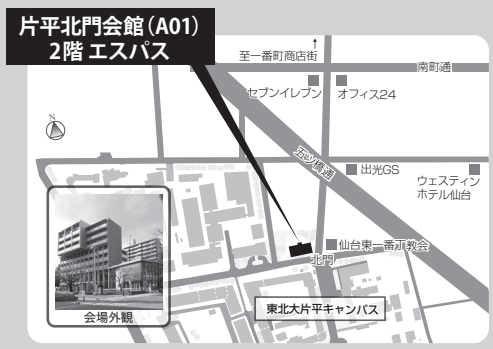 片平北門会館(A01)
2階 エスパス
↑
至一番町商店街
南町通
セブンイレブン
オフィス24
N
五ツ橋通
出光GS
ウェスティン
ホテル仙台
仙台東一番丁教会
北門
東北大片平キャンパス
会場外観